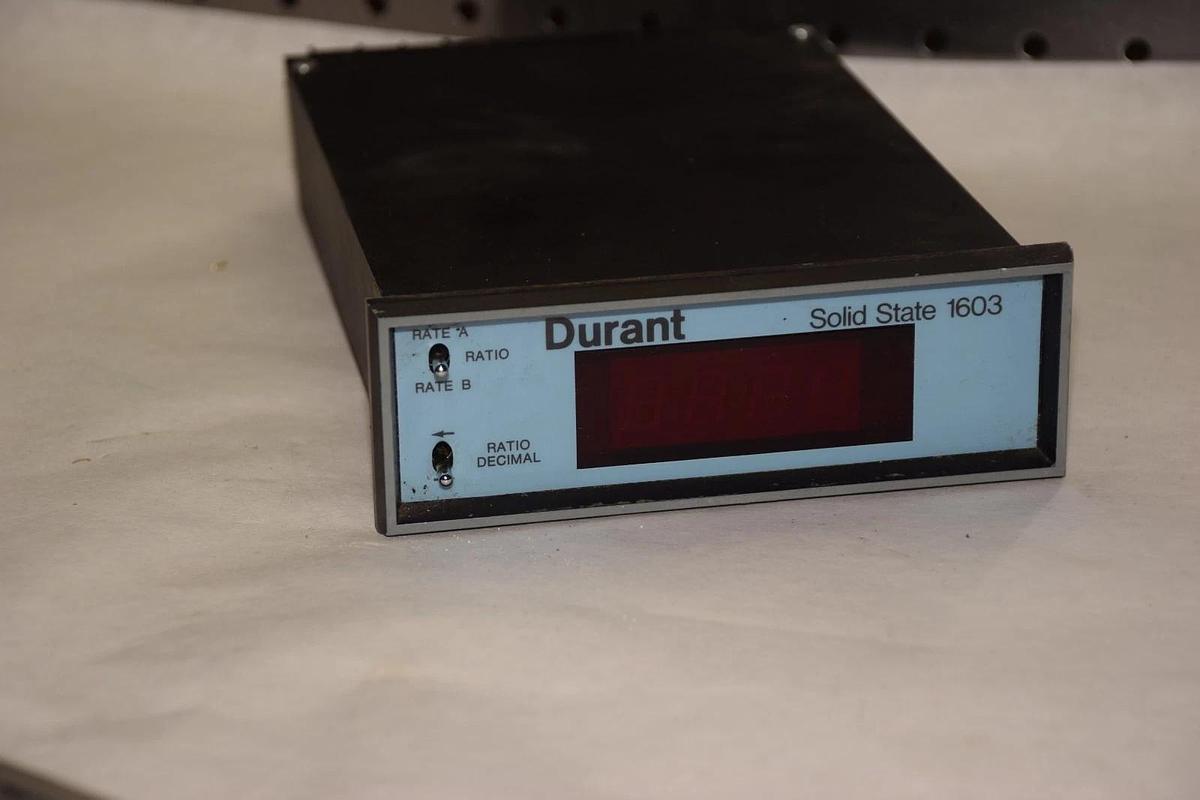 Durant
Solid State 1603
RATE A
RATIO
RATE B
←
RATIO
DECIMAL